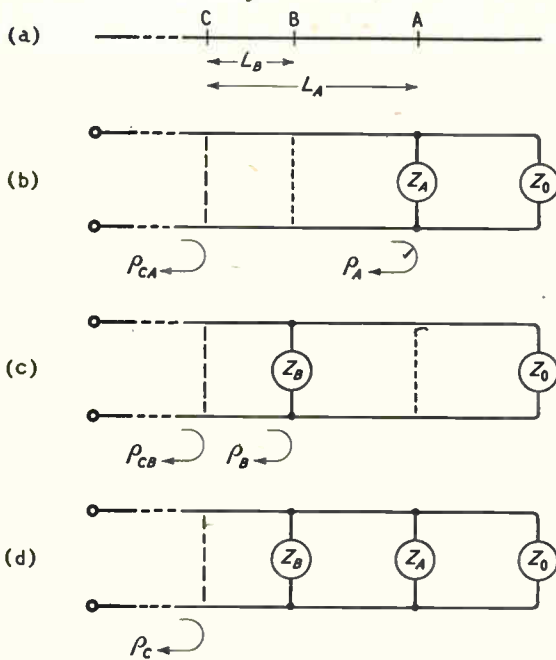 C B A
(a)
L_B
L_A
(b)
Z_A Z_0
ρ_CA ρ_A
(c)
Z_B Z_0
ρ_CB ρ_B
(d)
Z_B Z_A Z_0
ρ_C